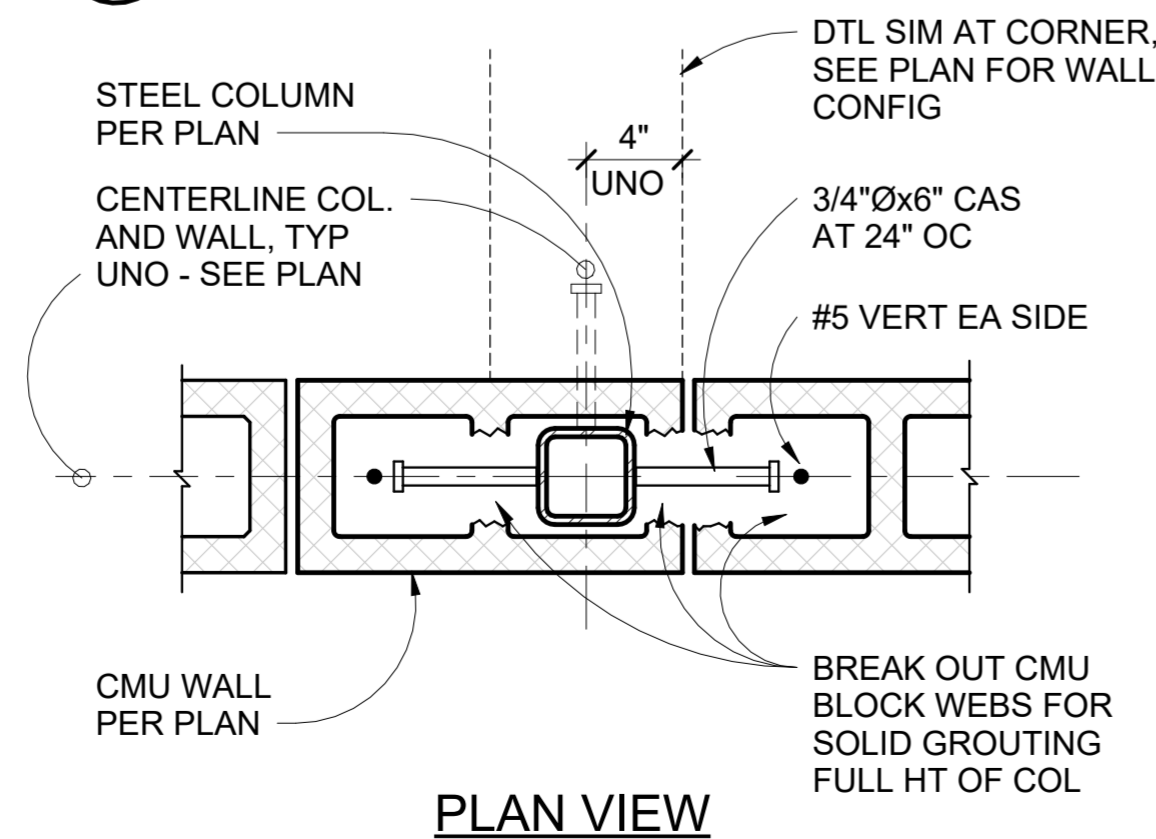 DTL SIM AT CORNER,
SEE PLAN FOR WALL
CONFIG
STEEL COLUMN
PER PLAN
4"
UNO
CENTERLINE COL.
AND WALL, TYP
UNO - SEE PLAN
3/4"Øx6" CAS
AT 24" OC
#5 VERT EA SIDE
CMU WALL
PER PLAN
BREAK OUT CMU
BLOCK WEBS FOR
SOLID GROUTING
FULL HT OF COL
PLAN VIEW